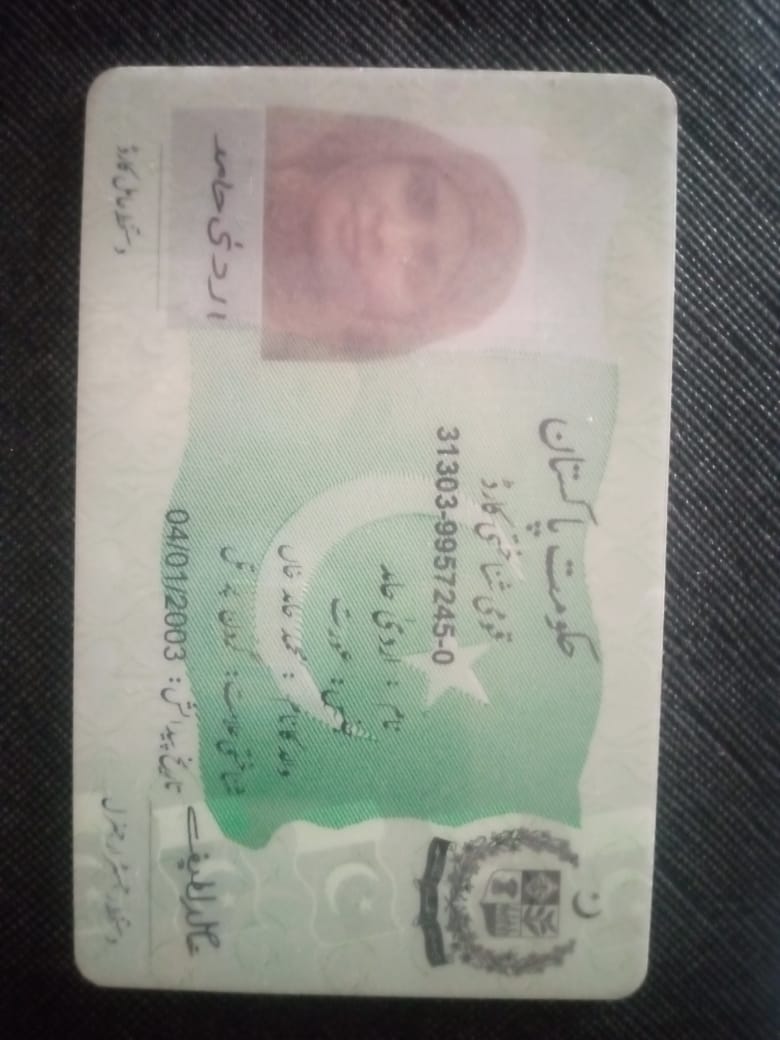 حکومت پاکستان
قومی شناختی کارڈ
31303-9957245-0
نام : اردیٰ حامد
جنس: عورت
والد کا نام : محمد حامد خاں
شناختی علامت: گردن پر تل
تاریخ پیدائش: 04/01/2003
اردیٰ حامد
دستخط حامل کارڈ
خالد لطیف
دستخط رجسٹرار جنرل